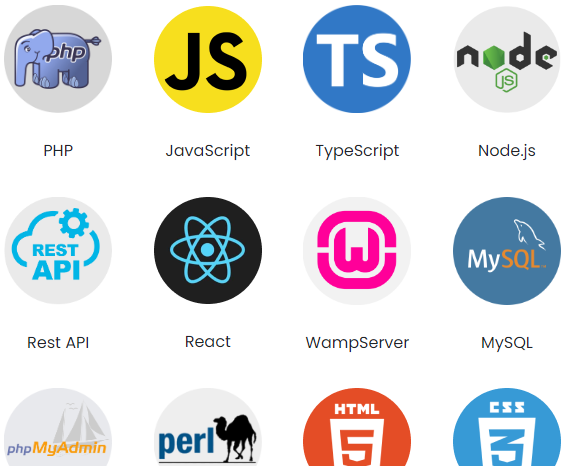 php
JS
TS
node
JS
PHP
JavaScript
TypeScript
Node.js
REST
API
W
MySQL
Rest API
React
WampServer
MySQL
phpMyAdmin
perl
HTML
5
CSS
3